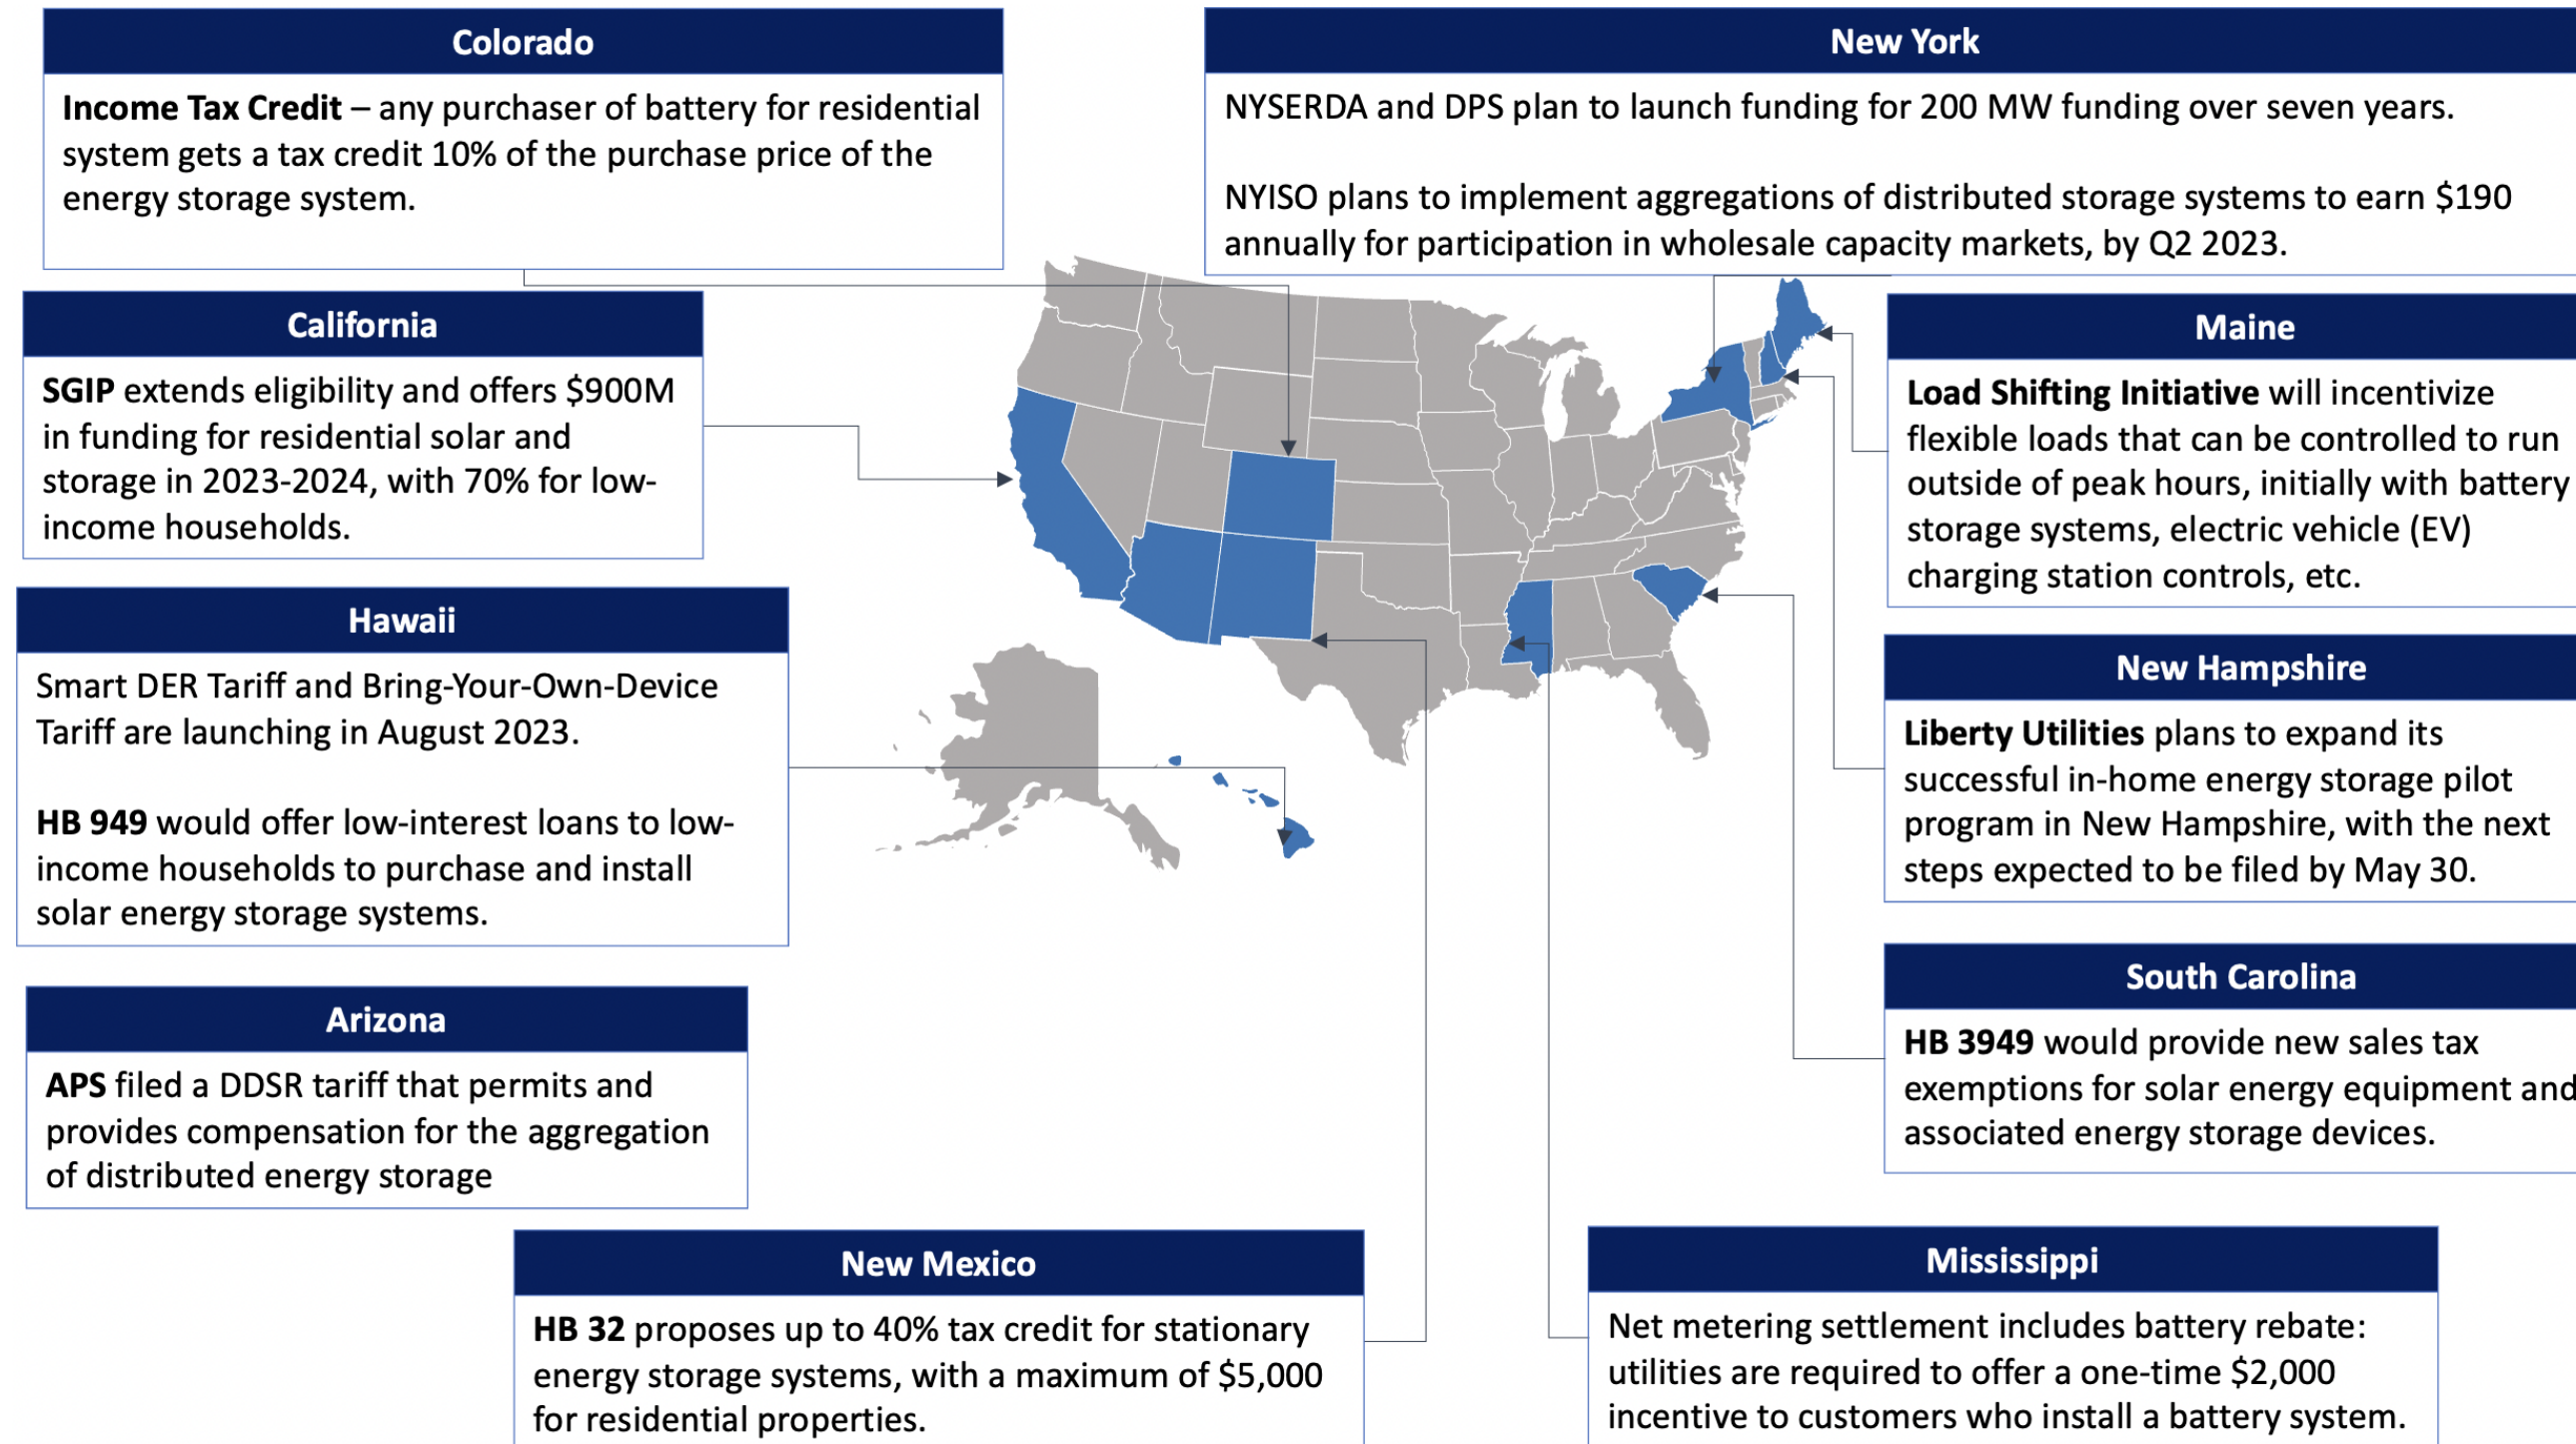 Colorado
Income Tax Credit – any purchaser of battery for residential
system gets a tax credit 10% of the purchase price of the
energy storage system.
New York
NYSERDA and DPS plan to launch funding for 200 MW funding over seven years.
NYISO plans to implement aggregations of distributed storage systems to earn $190
annually for participation in wholesale capacity markets, by Q2 2023.
California
SGIP extends eligibility and offers $900M
in funding for residential solar and
storage in 2023-2024, with 70% for low-
income households.
Maine
Load Shifting Initiative will incentivize
flexible loads that can be controlled to run
outside of peak hours, initially with battery
storage systems, electric vehicle (EV)
charging station controls, etc.
Hawaii
Smart DER Tariff and Bring-Your-Own-Device
Tariff are launching in August 2023.
HB 949 would offer low-interest loans to low-
income households to purchase and install
solar energy storage systems.
New Hampshire
Liberty Utilities plans to expand its
successful in-home energy storage pilot
program in New Hampshire, with the next
steps expected to be filed by May 30.
Arizona
APS filed a DDSR tariff that permits and
provides compensation for the aggregation
of distributed energy storage
South Carolina
HB 3949 would provide new sales tax
exemptions for solar energy equipment and
associated energy storage devices.
New Mexico
HB 32 proposes up to 40% tax credit for stationary
energy storage systems, with a maximum of $5,000
for residential properties.
Mississippi
Net metering settlement includes battery rebate:
utilities are required to offer a one-time $2,000
incentive to customers who install a battery system.